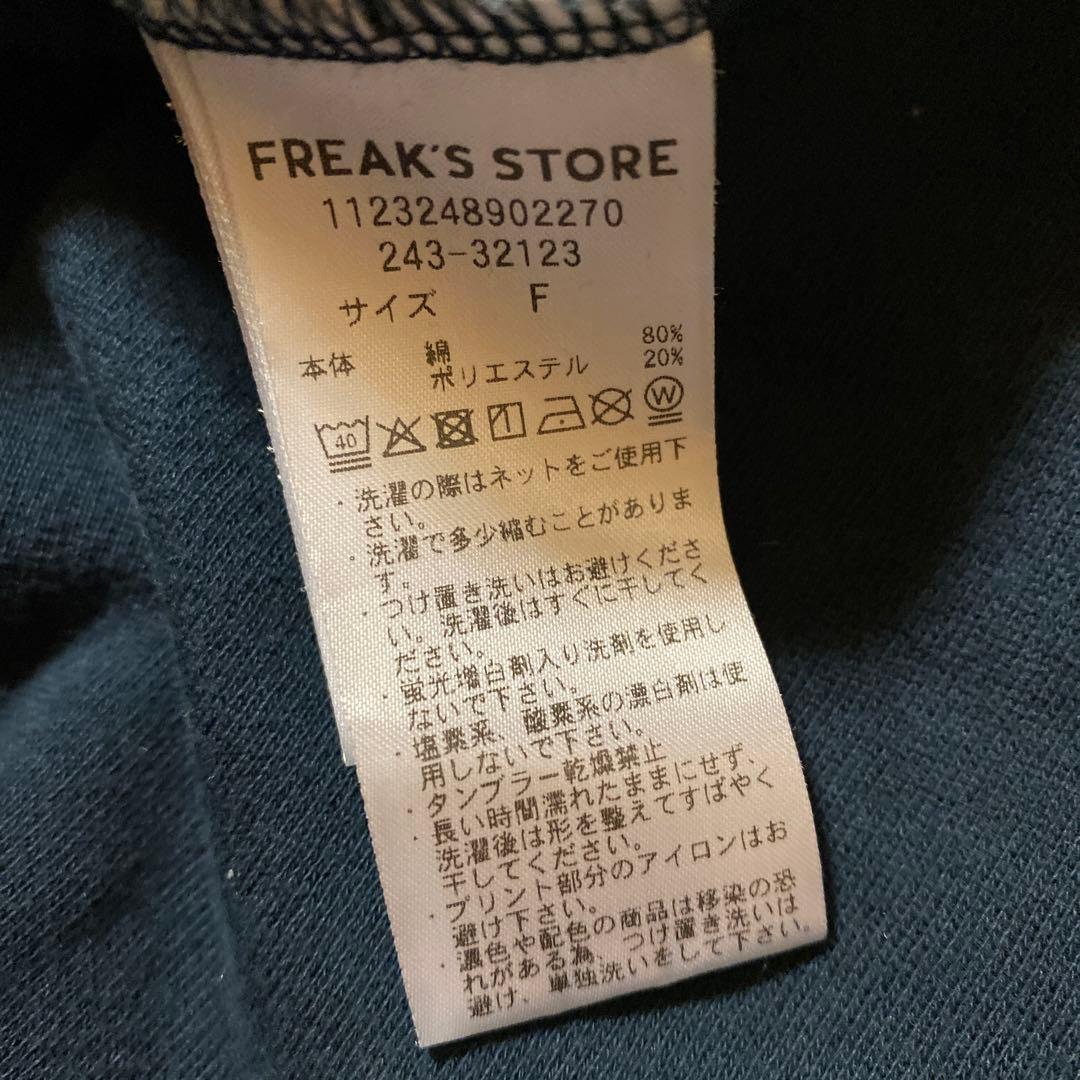 FREAK'S STORE
1123248902270
243-32123
サイズ F
本体 綿 80%
ポリエステル 20%
40 W
・洗濯の際はネットをご使用下
さい。
・洗濯で多少縮むことがありま
す。
・つけ置き洗いはお避けくださ
い。洗濯後はすぐに干してく
ださい。
・蛍光増白剤入り洗剤を使用し
ないで下さい。
・塩素系、酸素系の漂白剤は使
用しないで下さい。
・タンブラー乾燥禁止
・長い時間濡れたままにせず、
洗濯後は形を整えてすばやく
干してください。
・プリント部分のアイロンはお
避け下さい。
・濃色や配色の商品は移染の恐
れがある為、つけ置き洗いは
避け、単独洗いをして下さい。